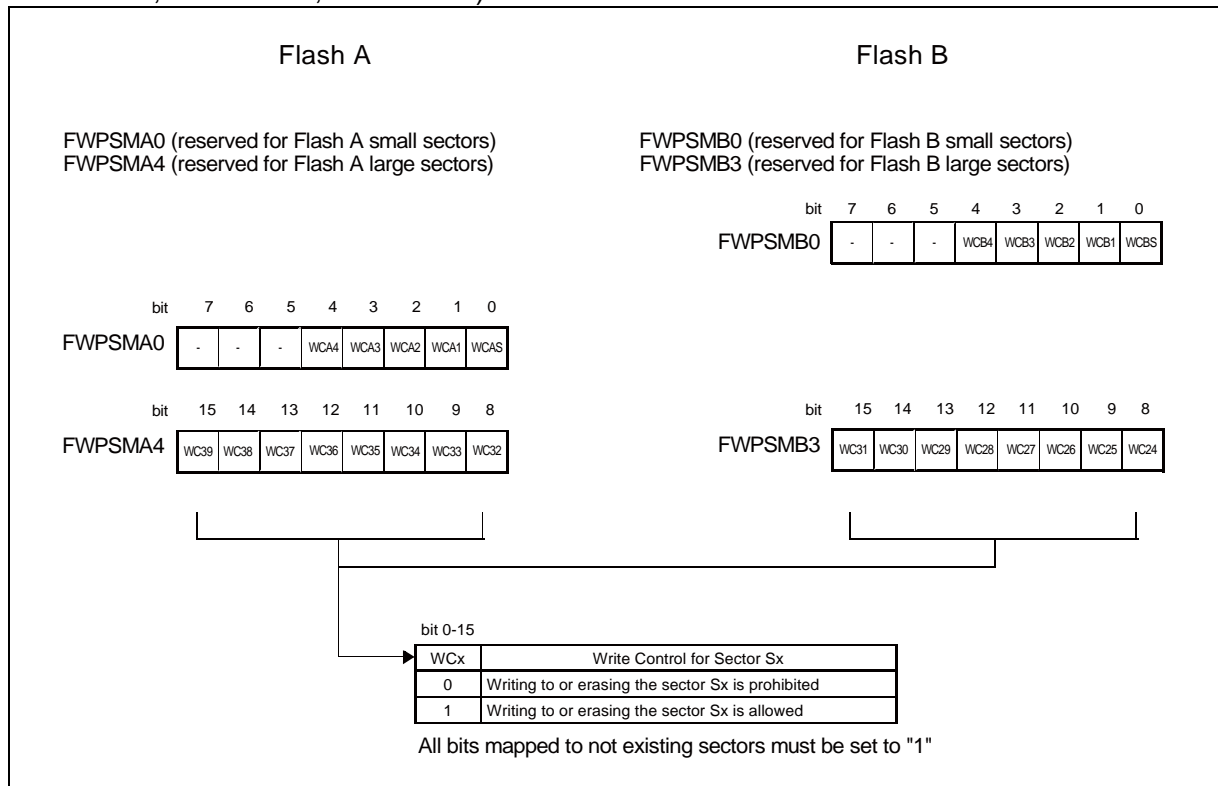 Flash A
Flash B
FWPSMA0 (reserved for Flash A small sectors)
FWPSMA4 (reserved for Flash A large sectors)
FWPSMB0 (reserved for Flash B small sectors)
FWPSMB3 (reserved for Flash B large sectors)
bit 7 6 5 4 3 2 1 0
FWPSMB0 - - - WCB4 WCB3 WCB2 WCB1 WCBS
bit 7 6 5 4 3 2 1 0
FWPSMA0 - - - WCA4 WCA3 WCA2 WCA1 WCAS
bit 15 14 13 12 11 10 9 8
FWPSMA4 WC39 WC38 WC37 WC36 WC35 WC34 WC33 WC32
bit 15 14 13 12 11 10 9 8
FWPSMB3 WC31 WC30 WC29 WC28 WC27 WC26 WC25 WC24
bit 0-15
WCx Write Control for Sector Sx
0 Writing to or erasing the sector Sx is prohibited
1 Writing to or erasing the sector Sx is allowed
All bits mapped to not existing sectors must be set to "1"